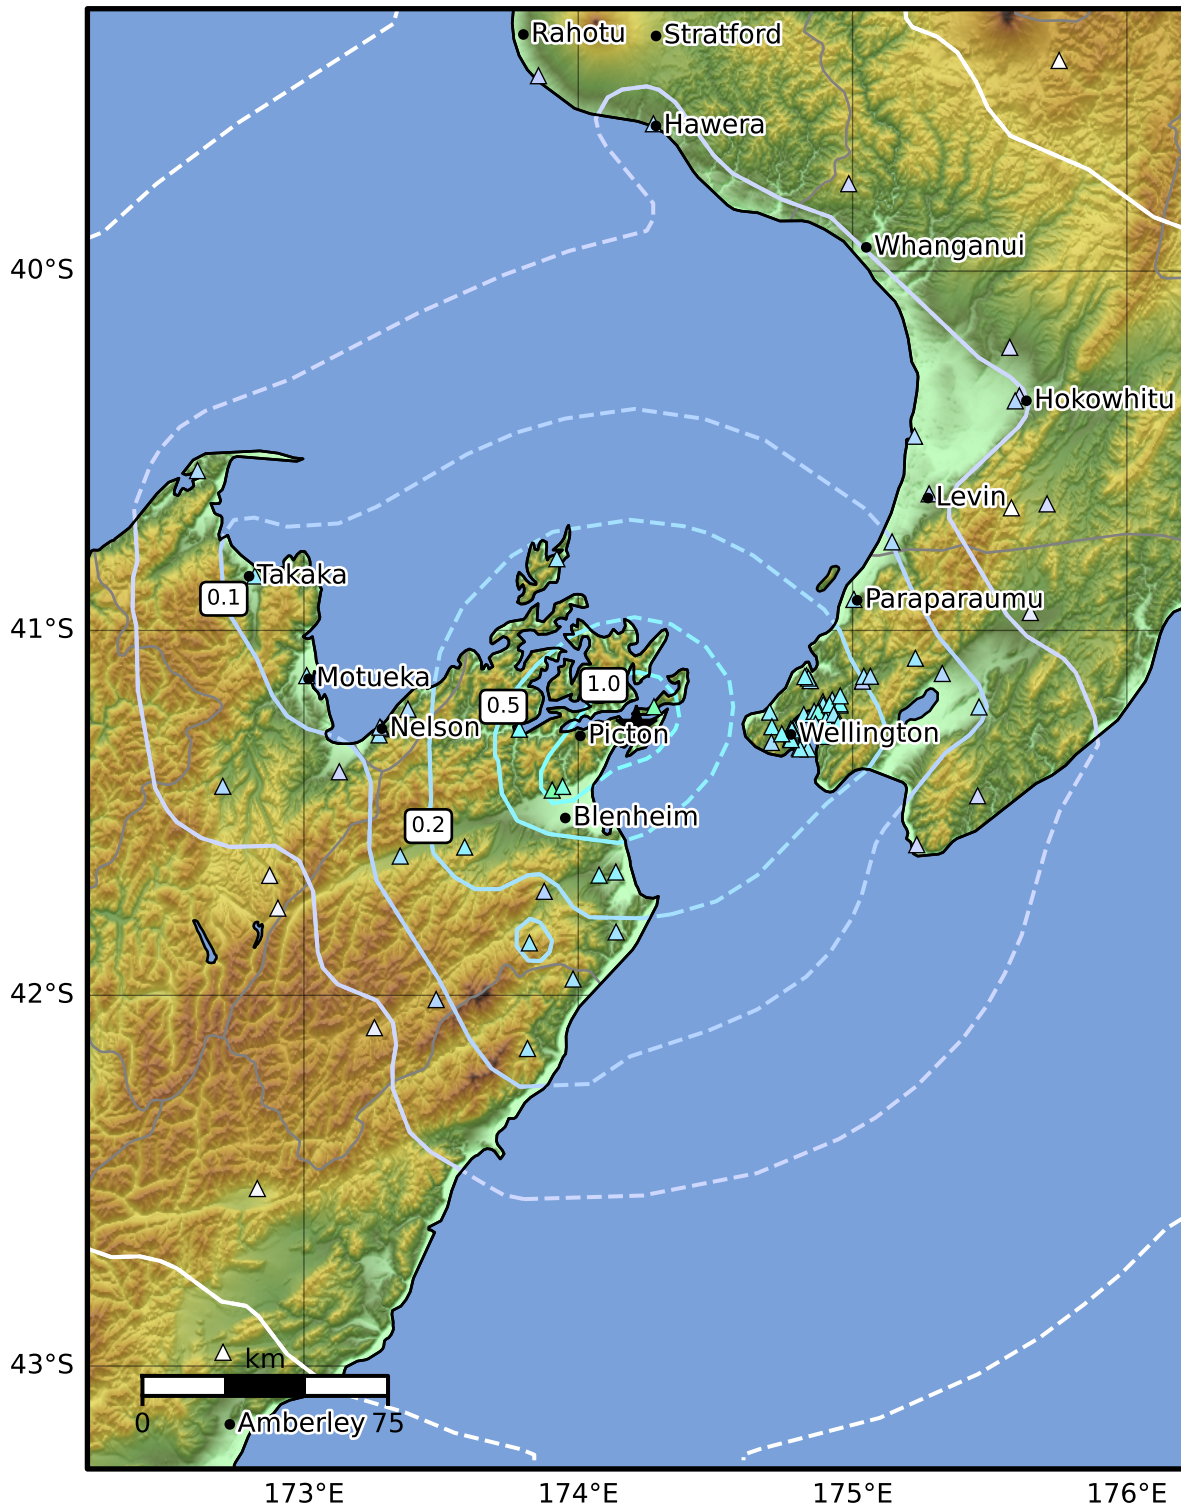 Rahotu
Stratford
Hawera
Whanganui
40°S
Hokowhitu
Levin
Takaka
0.1
Paraparaumu
41°S
Motueka
1.0
0.5
Nelson
Picton
Wellington
Blenheim
0.2
42°S
km
43°S
0
75
Amberley
173°E
174°E
175°E
176°E